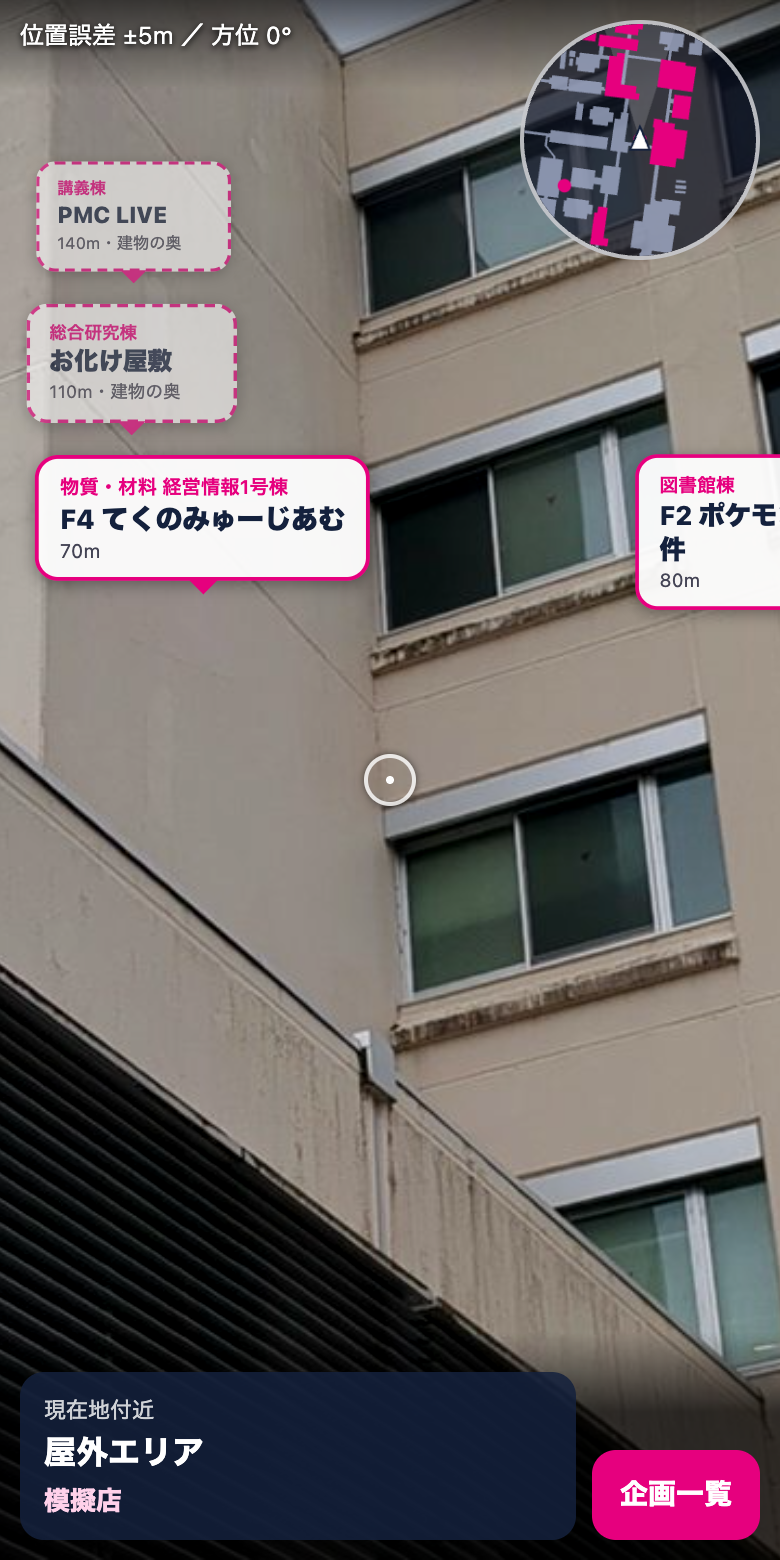 位置誤差 ±5m ／ 方位 0°
講義棟
PMC LIVE
140m・建物の奥
総合研究棟
お化け屋敷
110m・建物の奥
物質・材料 経営情報1号棟
F4 てくのみゅーじあむ
70m
図書館棟
F2 ポケモ
件
80m
現在地付近
屋外エリア
模擬店
企画一覧